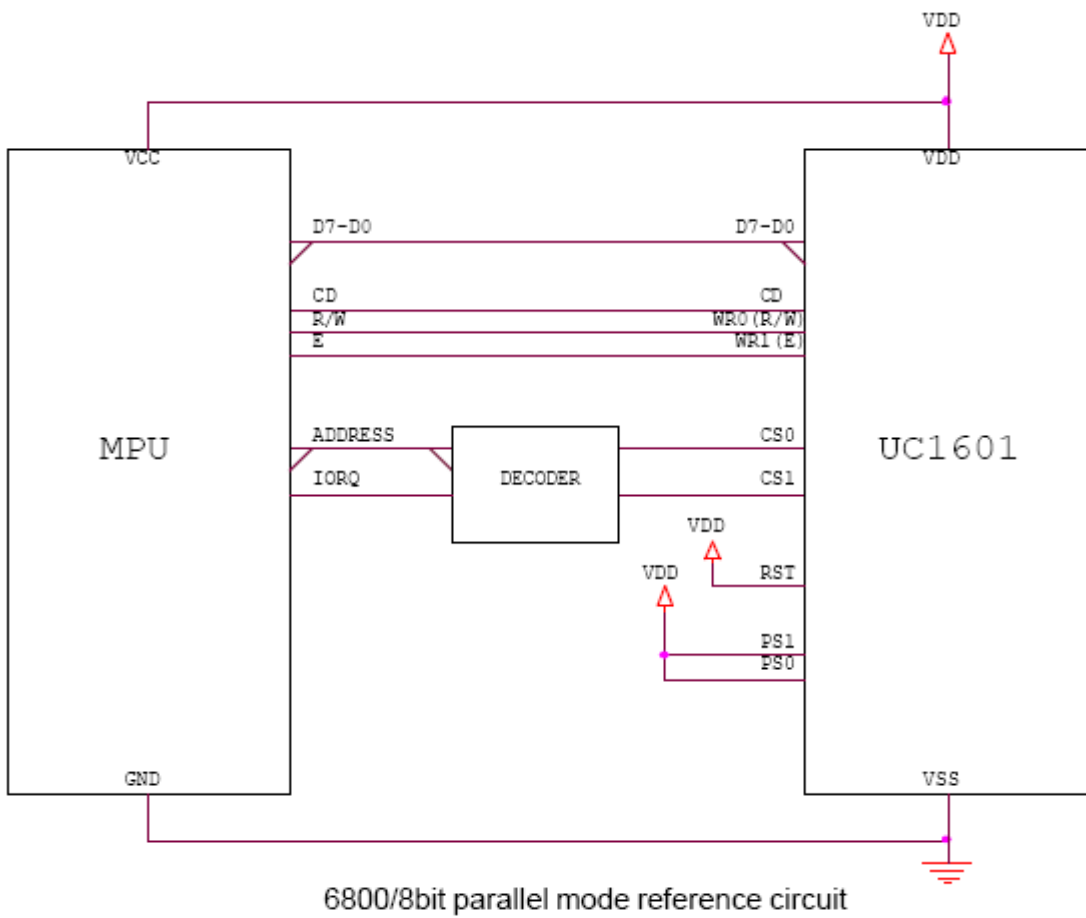 VDD
VCC
VDD
D7-D0
D7-D0
CD
CD
R/W
WR0(R/W)
E
WR1(E)
MPU
ADDRESS
CS0
UC1601
IORQ
DECODER
CS1
VDD
VDD
RST
PS1
PS0
GND
VSS
6800/8bit parallel mode reference circuit